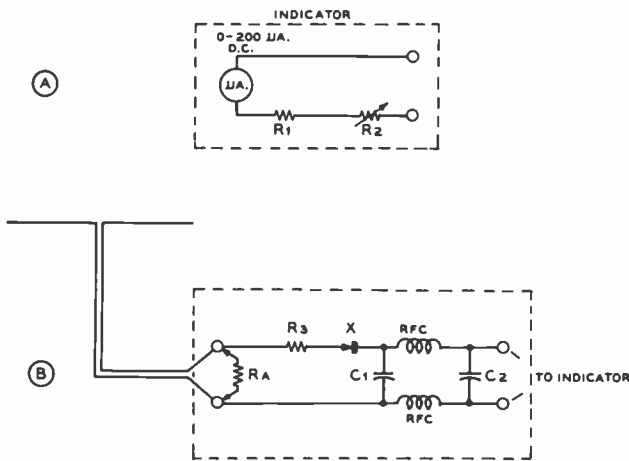 INDICATOR
0-200 µA.
D.C.
A
µA.
R1
R2
R3
X
RFC
B
RA
C1
C2
TO INDICATOR
RFC